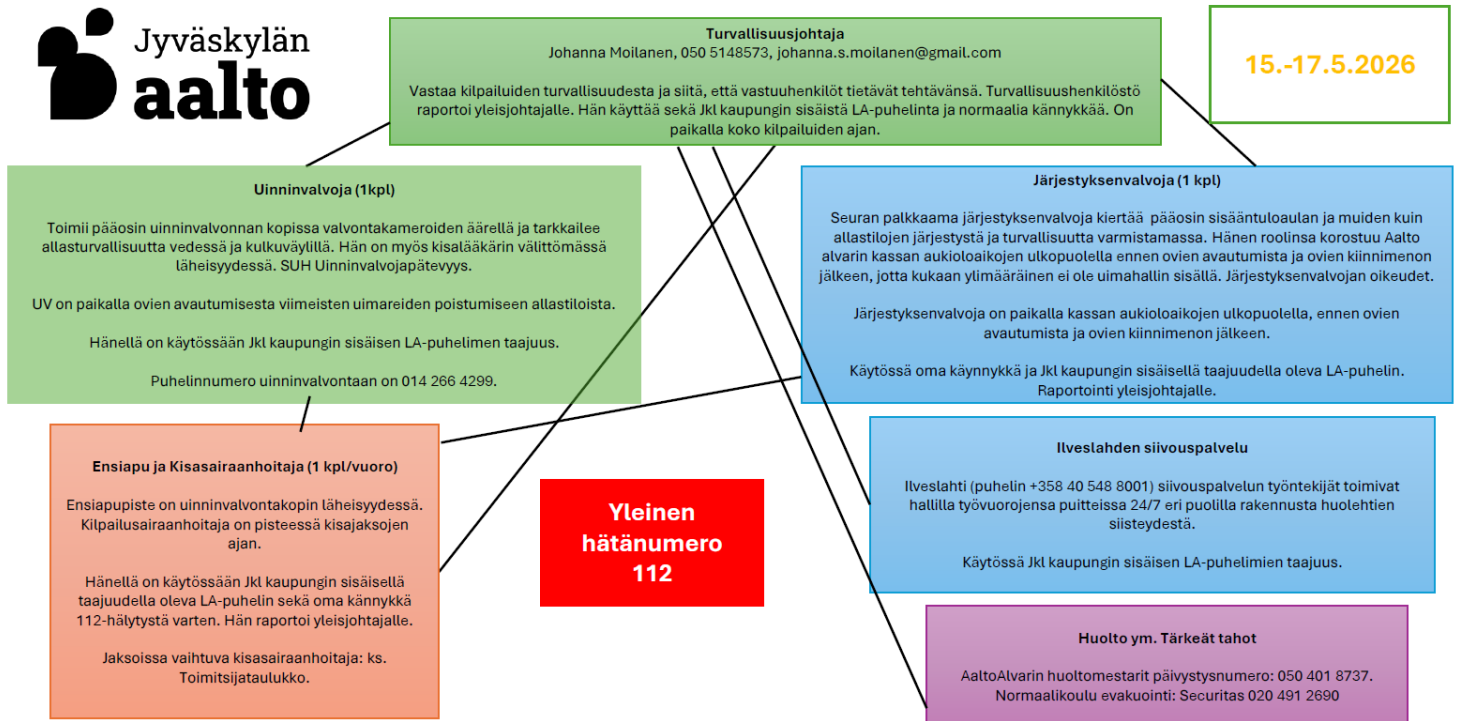 Jyväskylän
aalto
Turvallisuusjohtaja
Johanna Moilanen, 050 5148573, johanna.s.moilanen@gmail.com
Vastaa kilpailuiden turvallisuudesta ja siitä, että vastuuhenkilöt tietävät tehtävänsä. Turvallisuushenkilöstö
raportoi yleisjohtajalle. Hän käyttää sekä Jkl kaupungin sisäistä LA-puhelinta ja normaalia kännykkää. On
paikalla koko kilpailuiden ajan.
15.-17.5.2026
Uinninvalvoja (1kpl)
Toimii pääosin uinninvalvonnan kopissa valvontakameroiden äärellä ja tarkkailee
allasturvallisuutta vedessä ja kulkuväylillä. Hän on myös kisalääkärin välittömässä
läheisyydessä. SUH Uinninvalvojapätevyys.
UV on paikalla ovien avautumisesta viimeisten uimareiden poistumiseen allastiloista.
Hänellä on käytössään Jkl kaupungin sisäisen LA-puhelimen taajuus.
Puhelinnumero uinninvalvontaan on 014 266 4299.
Järjestyksenvalvoja (1 kpl)
Seuran palkkaama järjestyksenvalvoja kiertää pääosin sisääntuloaulan ja muiden kuin
allastilojen järjestystä ja turvallisuutta varmistamassa. Hänen roolinsa korostuu Aalto
alvarin kassan aukioloaikojen ulkopuolella ennen ovien avautumista ja ovien kiinnimenon
jälkeen, jotta kukaan ylimääräinen ei ole uimahallin sisällä. Järjestyksenvalvojan oikeudet.
Järjestyksenvalvoja on paikalla kassan aukioloaikojen ulkopuolella, ennen ovien
avautumista ja ovien kiinnimenon jälkeen.
Käytössä oma käynnykkä ja Jkl kaupungin sisäisellä taajuudella oleva LA-puhelin.
Raportointi yleisjohtajalle.
Ensiapu ja Kisasairaanhoitaja (1 kpl/vuoro)
Ensiapupiste on uinninvalvontakopin läheisyydessä.
Kilpailusairaanhoitaja on pisteessä kisajaksojen
ajan.
Hänellä on käytössään Jkl kaupungin sisäisellä
taajuudella oleva LA-puhelin sekä oma kännykkä
112-hälytystä varten. Hän raportoi yleisjohtajalle.
Jaksoissa vaihtuva kisasairaanhoitaja: ks.
Toimitsijataulukko.
Yleinen
hätänumero
112
Ilveslahden siivouspalvelu
Ilveslahti (puhelin +358 40 548 8001) siivouspalvelun työntekijät toimivat
hallilla työvuorojensa puitteissa 24/7 eri puolilla rakennusta huolehtien
siisteydestä.
Käytössä Jkl kaupungin sisäisen LA-puhelimien taajuus.
Huolto ym. Tärkeät tahot
AaltoAlvarin huoltomestarit päivystysnumero: 050 401 8737.
Normaalikoulu evakuointi: Securitas 020 491 2690